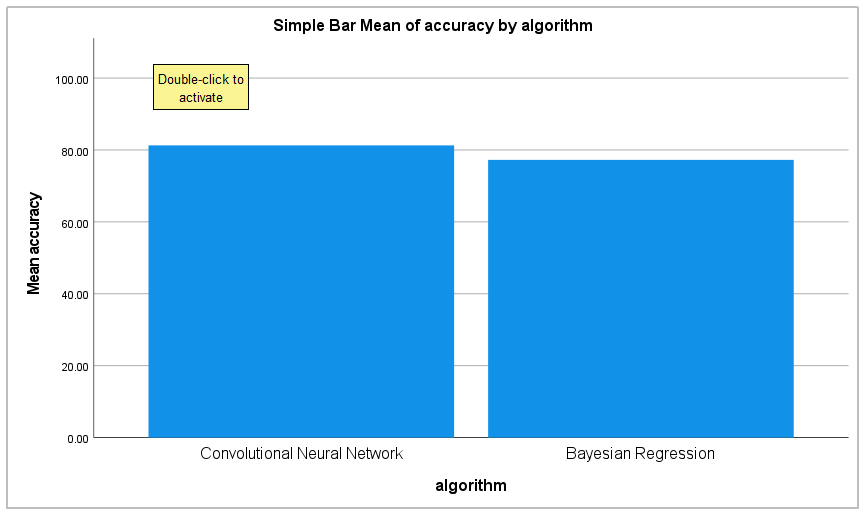 Simple Bar Mean of accuracy by algorithm
Double-click to
activate
100.00
80.00
60.00
40.00
20.00
0.00
Mean accuracy
Convolutional Neural Network
Bayesian Regression
algorithm